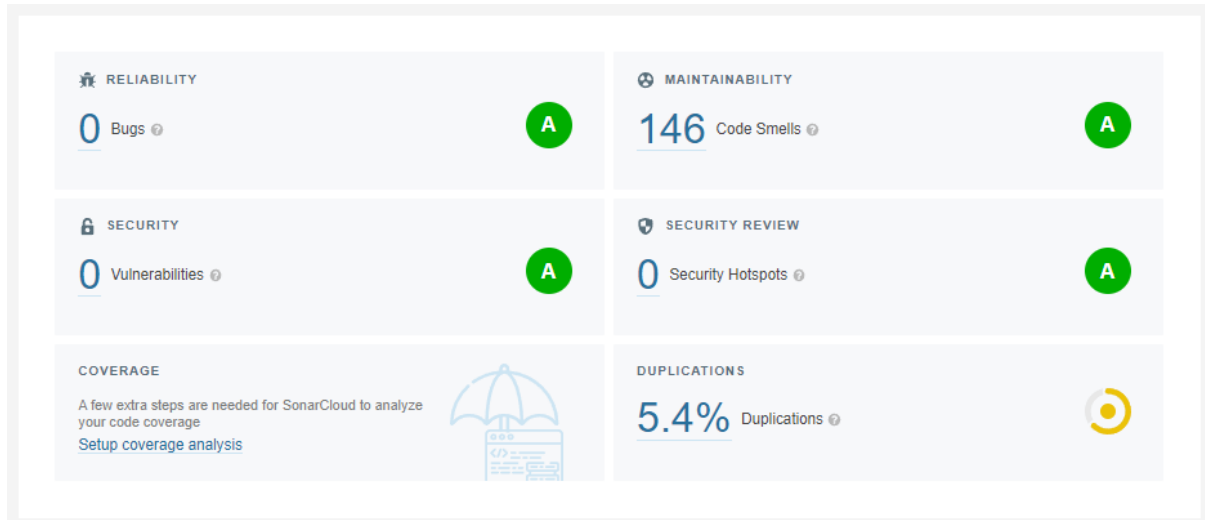 RELIABILITY
0 Bugs
A
MAINTAINABILITY
146 Code Smells
A
SECURITY
0 Vulnerabilities
A
SECURITY REVIEW
0 Security Hotspots
A
COVERAGE
A few extra steps are needed for SonarCloud to analyze
your code coverage
Setup coverage analysis
DUPLICATIONS
5.4% Duplications